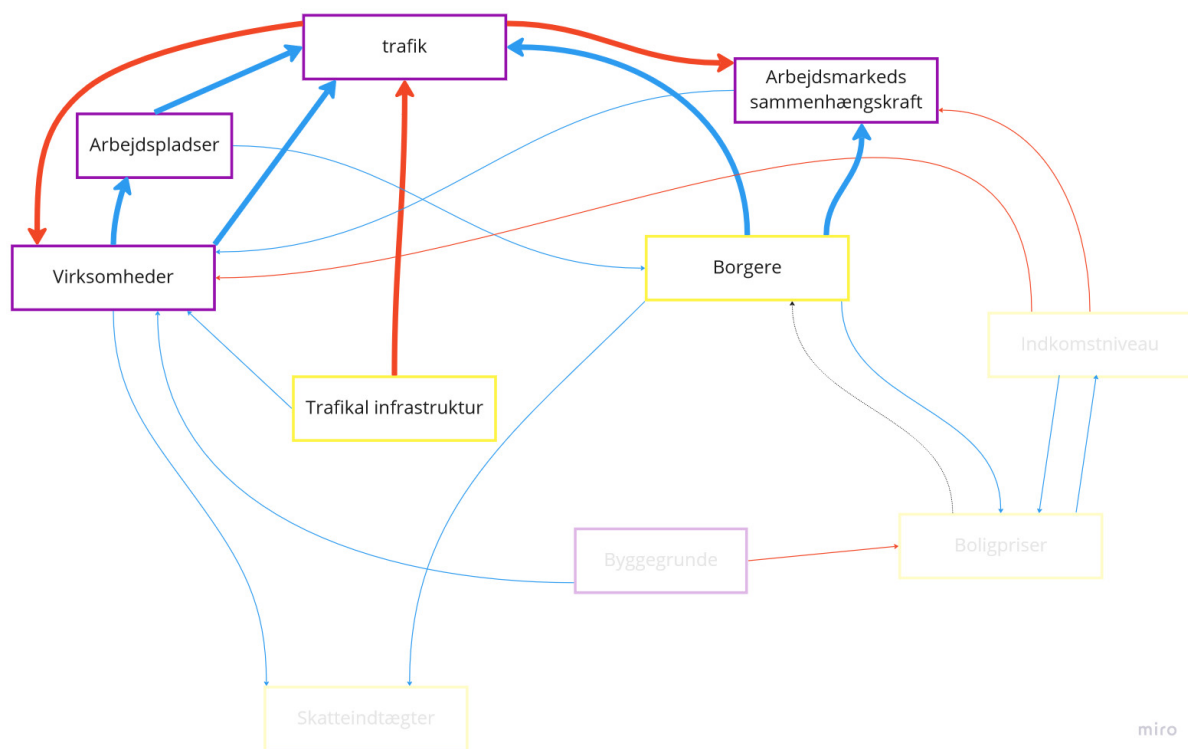 trafik
Arbejdsmarkeds
sammenhængskraft
Arbejdspladser
Virksomheder
Borgere
Indkomstniveau
Trafikal infrastruktur
Boligpriser
Byggegrunde
Skatteindtægter
miro